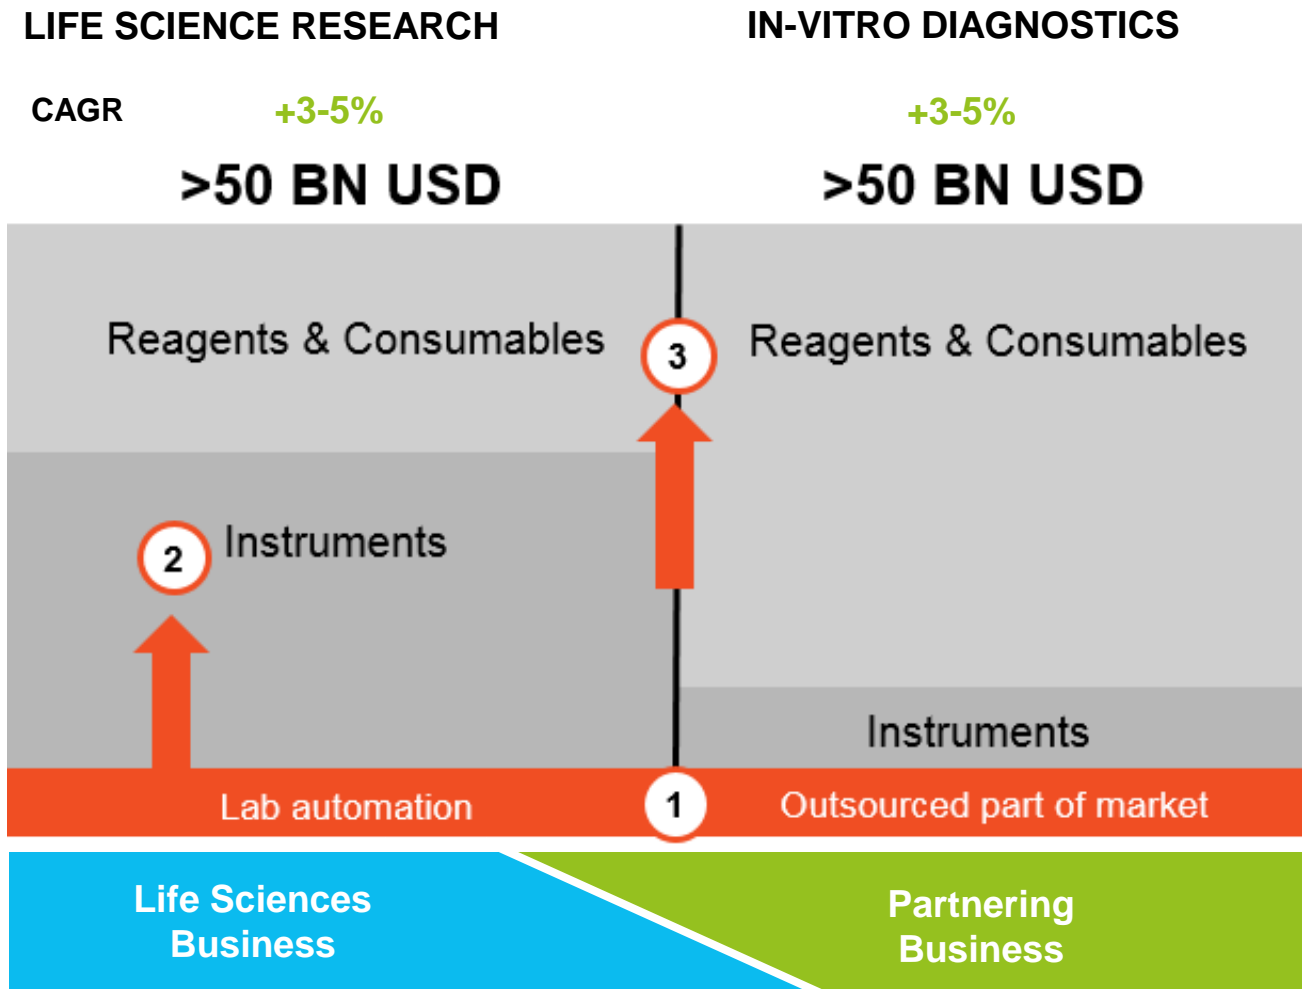 LIFE SCIENCE RESEARCH
IN-VITRO DIAGNOSTICS
CAGR
+3-5%
+3-5%
>50 BN USD
>50 BN USD
Reagents & Consumables
3
Reagents & Consumables
2
Instruments
Instruments
Lab automation
1
Outsourced part of market
Life Sciences
Business
Partnering
Business